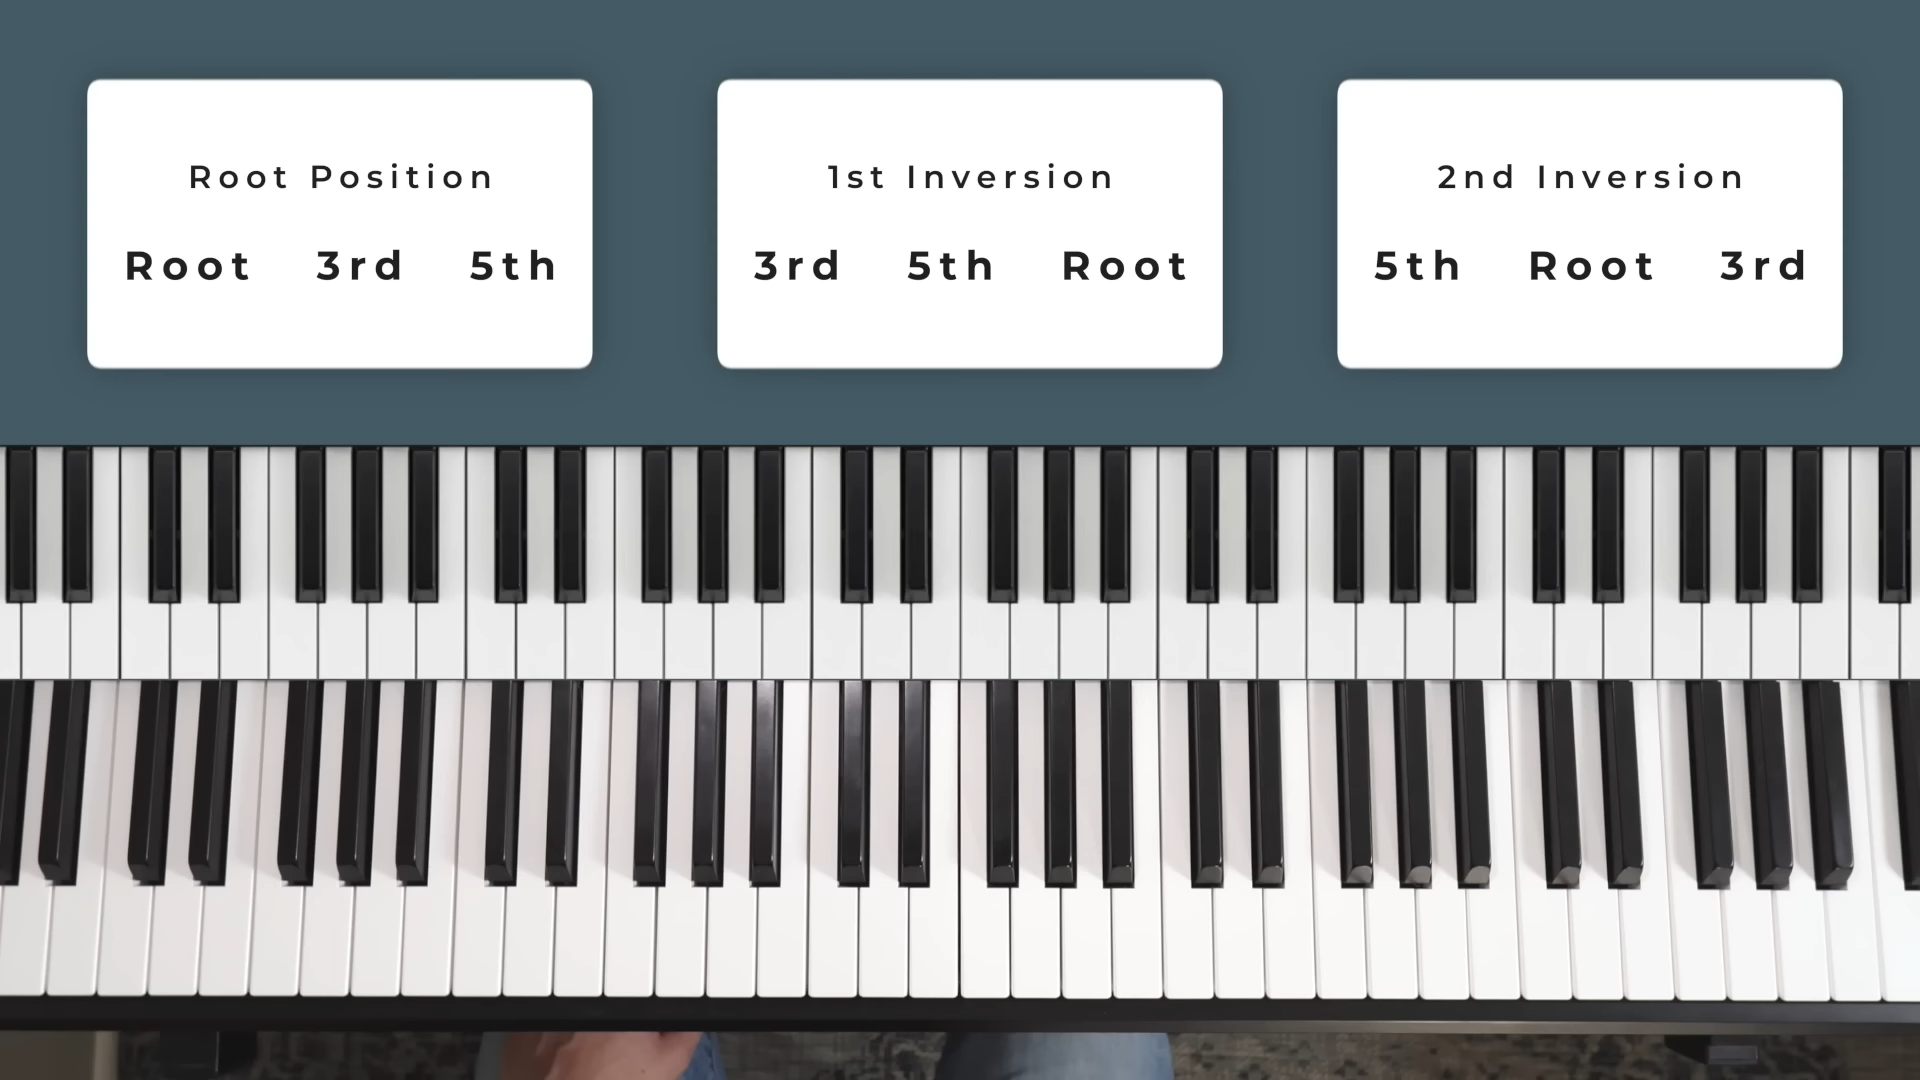 Root Position
Root 3rd 5th
1st Inversion
3rd 5th Root
2nd Inversion
5th Root 3rd